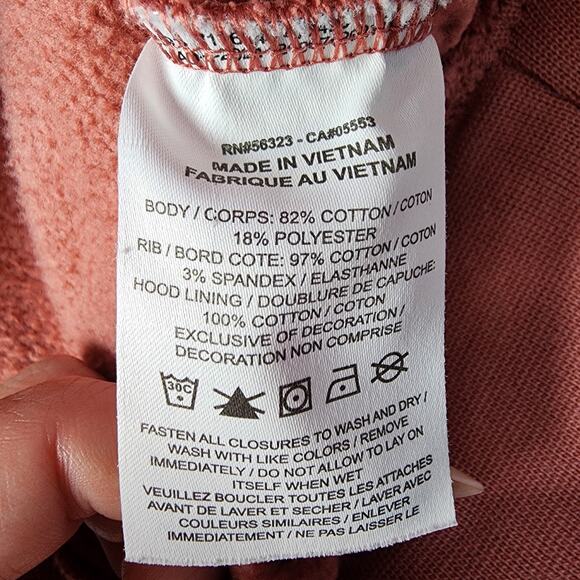 RN#56323 - CA#05553
MADE IN VIETNAM
FABRIQUE AU VIETNAM
BODY / CORPS: 82% COTTON / COTON
18% POLYESTER
RIB / BORD COTE: 97% COTTON / COTON
3% SPANDEX / ELASTHANNE
HOOD LINING / DOUBLURE DE CAPUCHE:
100% COTTON / COTON
EXCLUSIVE OF DECORATION /
DECORATION NON COMPRISE
30C
FASTEN ALL CLOSURES TO WASH AND DRY /
WASH WITH LIKE COLORS / REMOVE
IMMEDIATELY / DO NOT ALLOW TO LAY ON
ITSELF WHEN WET
VEUILLEZ BOUCLER TOUTES LES ATTACHES
AVANT DE LAVER ET SECHER / LAVER AVEC
COULEURS SIMILAIRES / ENLEVER
IMMEDIATEMENT / NE PAS LAISSER LE